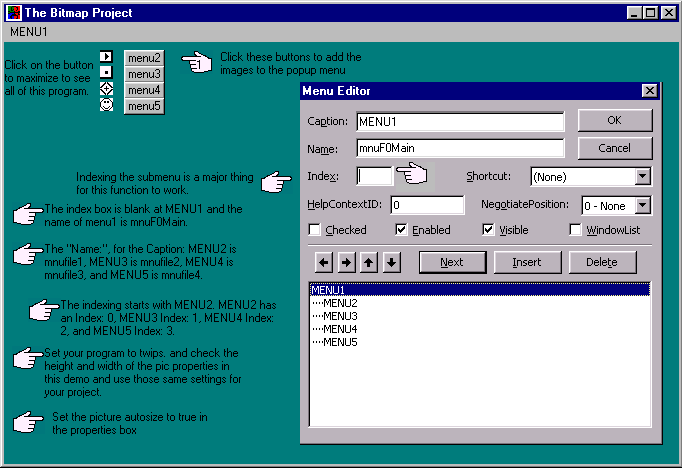 The Bitmap Project
MENU1
Click on the button
to maximize to see
all of this program.
menu2
menu3
menu4
menu5
Click these buttons to add the
images to the popup menu
Indexing the submenu is a major thing
for this function to work.
The index box is blank at MENU1 and the
name of menu1 is mnuF0Main.
The "Name:", for the Caption: MENU2 is
mnufile1, MENU3 is mnufile2, MENU4 is
mnufile3, and MENU5 is mnufile4.
The indexing starts with MENU2. MENU2 has
an Index: 0, MENU3 Index: 1, MENU4 Index:
2, and MENU5 Index: 3.
Set your program to twips, and check the
height and width of the pic properties in
this demo and use those same settings for
your project.
Set the picture autosize to true in
the properties box
Menu Editor
Caption: MENU1 OK
Name: mnuF0Main Cancel
Index: Shortcut: (None)
HelpContextID: 0 NegotiatePosition: 0 - None
Checked Enabled Visible WindowList
Next Insert Delete
MENU1
····MENU2
····MENU3
····MENU4
····MENU5